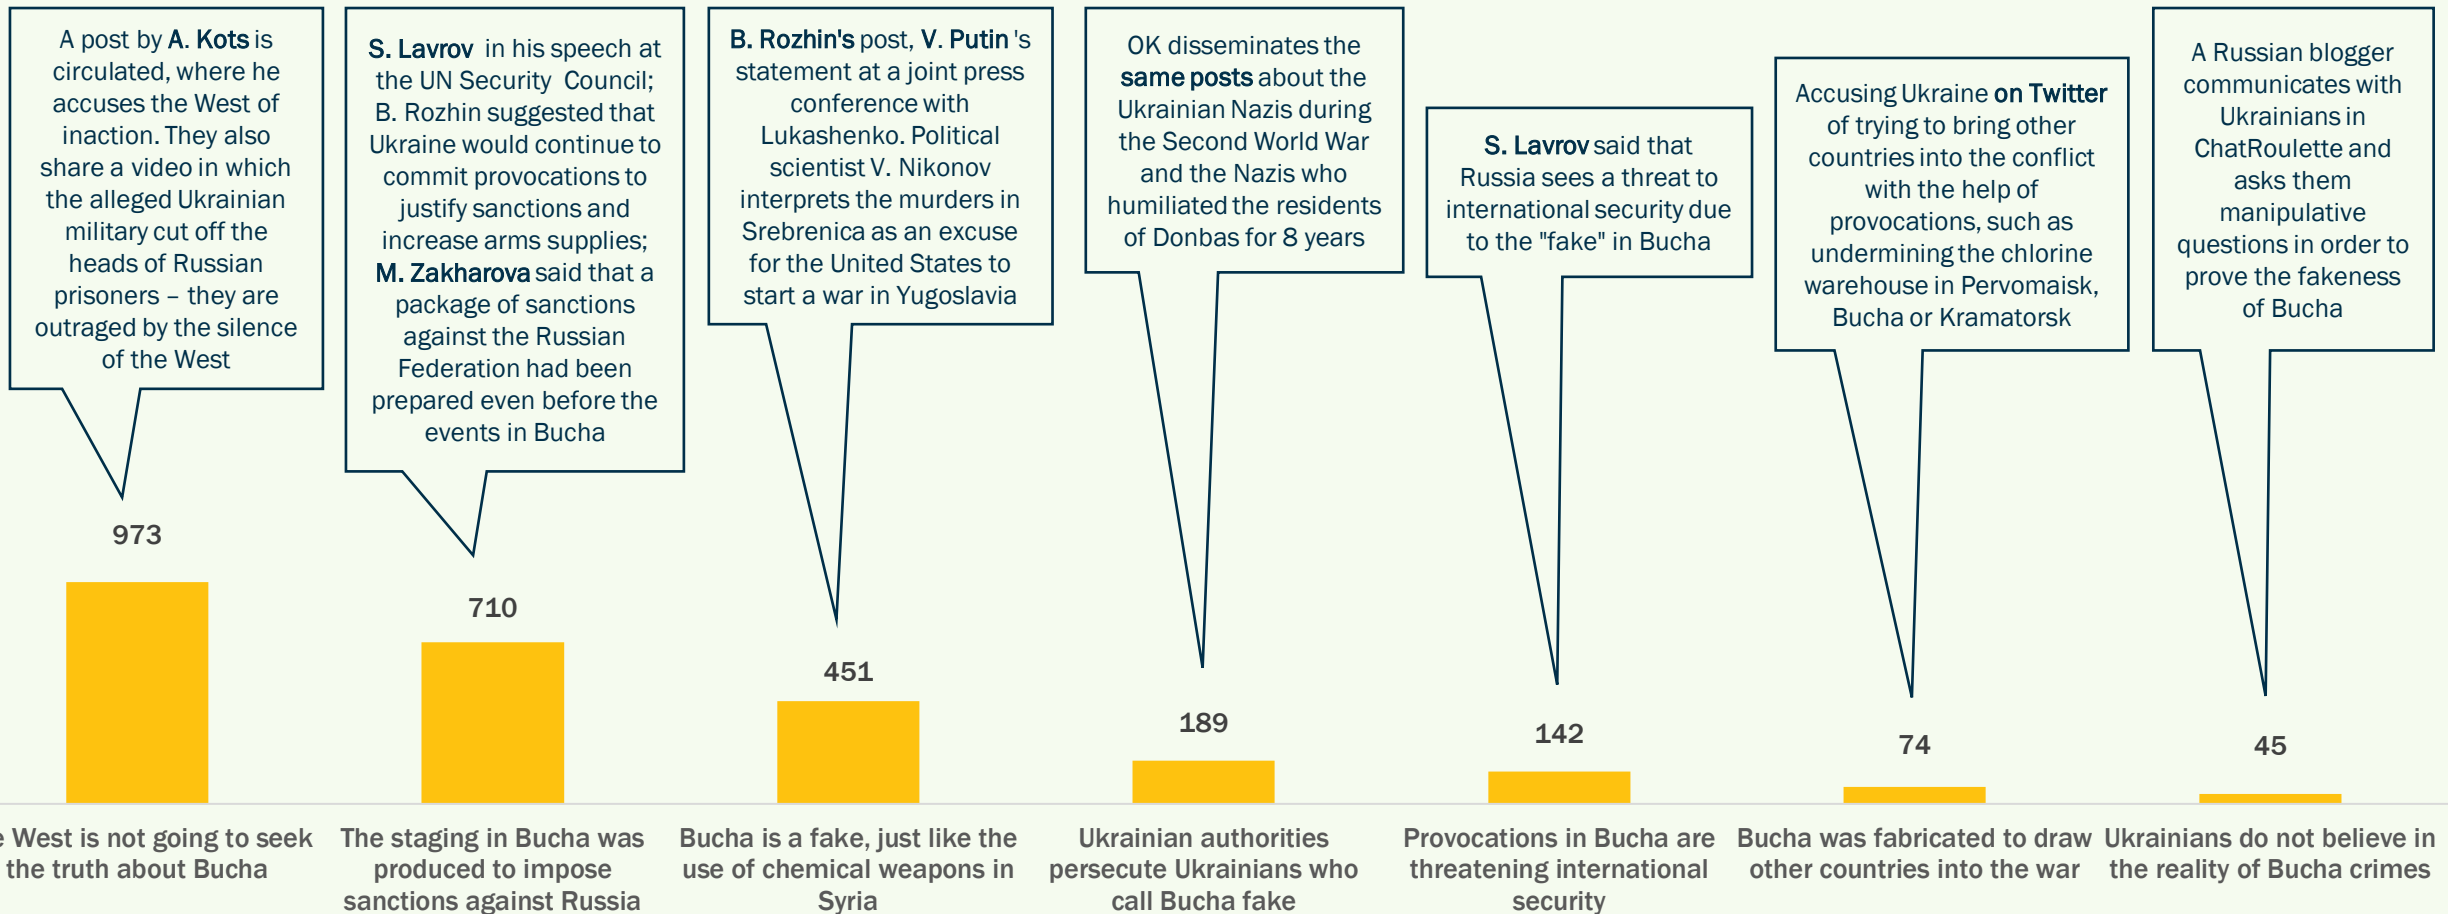 A post by A. Kots is
circulated, where he
accuses the West of
inaction. They also
share a video in which
the alleged Ukrainian
military cut off the
heads of Russian
prisoners – they are
outraged by the silence
of the West
S. Lavrov in his speech at
the UN Security Council;
B. Rozhin suggested that
Ukraine would continue to
commit provocations to
justify sanctions and
increase arms supplies;
M. Zakharova said that a
package of sanctions
against the Russian
Federation had been
prepared even before the
events in Bucha
B. Rozhin's post, V. Putin 's
statement at a joint press
conference with
Lukashenko. Political
scientist V. Nikonov
interprets the murders in
Srebrenica as an excuse
for the United States to
start a war in Yugoslavia
OK disseminates the
same posts about the
Ukrainian Nazis during
the Second World War
and the Nazis who
humiliated the residents
of Donbas for 8 years
S. Lavrov said that
Russia sees a threat to
international security due
to the "fake" in Bucha
Accusing Ukraine on Twitter
of trying to bring other
countries into the conflict
with the help of
provocations, such as
undermining the chlorine
warehouse in Pervomaisk,
Bucha or Kramatorsk
A Russian blogger
communicates with
Ukrainians in
ChatRoulette and
asks them
manipulative
questions in order to
prove the fakeness
of Bucha
973
710
451
189
142
74
45
West is not going to seek
the truth about Bucha
The staging in Bucha was
produced to impose
sanctions against Russia
Bucha is a fake, just like the
use of chemical weapons in
Syria
Ukrainian authorities
persecute Ukrainians who
call Bucha fake
Provocations in Bucha are
threatening international
security
Bucha was fabricated to draw
other countries into the war
Ukrainians do not believe in
the reality of Bucha crimes